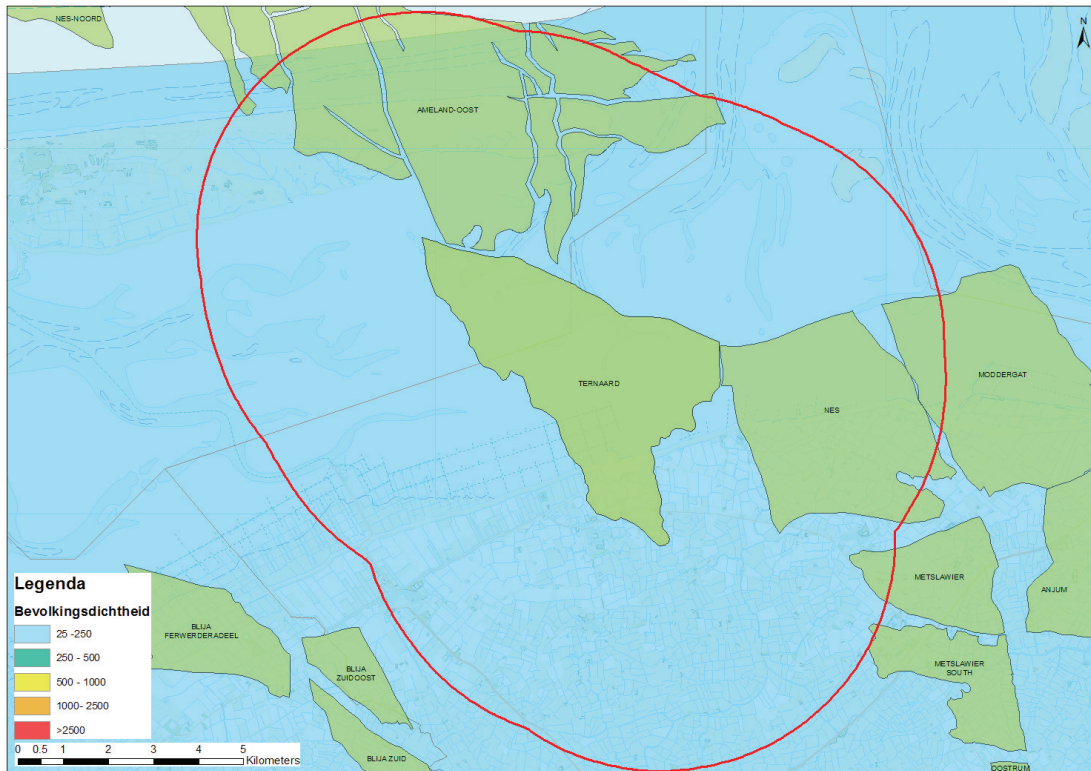 NES-NOORD
N
AMELAND-OOST
TERNAARD
NES
MODDERGAT
METSLAWIER
ANJUM
METSLAWIER
SOUTH
OOSTRUM
BLIJA
FERWERDERADEEL
BLIJA
ZUIDOOST
BLIJA ZUID
Legenda
Bevolkingsdichtheid
25 -250
250 - 500
500 - 1000
1000- 2500
>2500
0 0.5 1 2 3 4 5
Kilometers